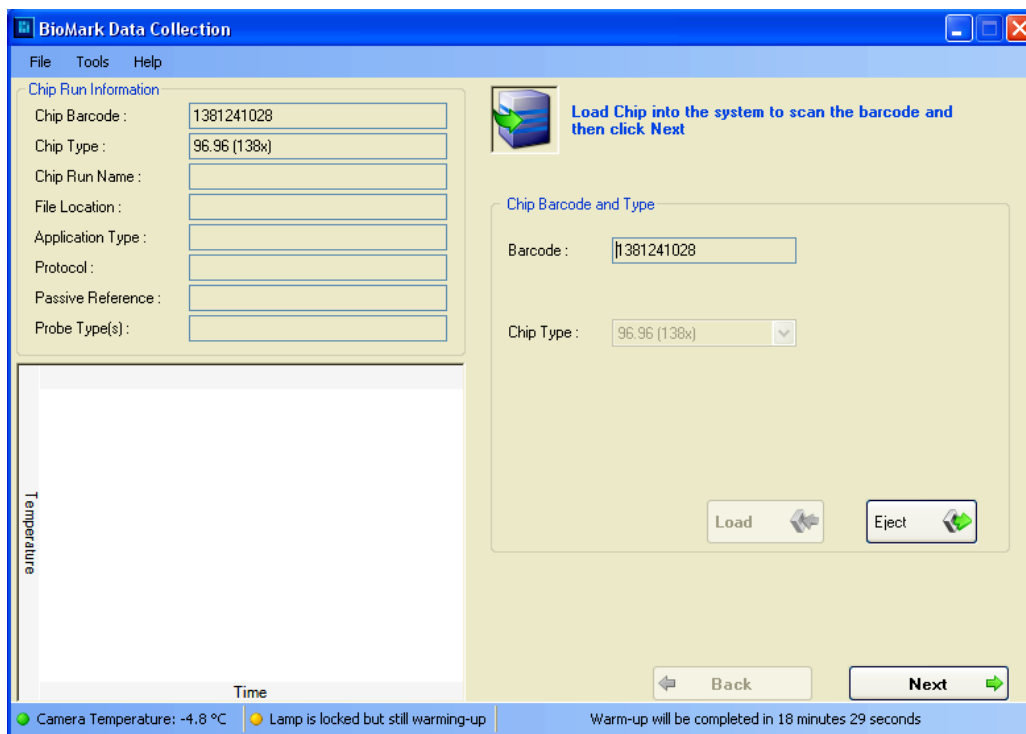 BioMark Data Collection
File Tools Help
Chip Run Information
Chip Barcode : 1381241028
Chip Type : 96.96 (138x)
Chip Run Name :
File Location :
Application Type :
Protocol :
Passive Reference :
Probe Type(s) :
Temperature
Time
Load Chip into the system to scan the barcode and
then click Next
Chip Barcode and Type
Barcode : 1381241028
Chip Type : 96.96 (138x)
Load Eject
Back Next
Camera Temperature: -4.8 °C Lamp is locked but still warming-up Warm-up will be completed in 18 minutes 29 seconds